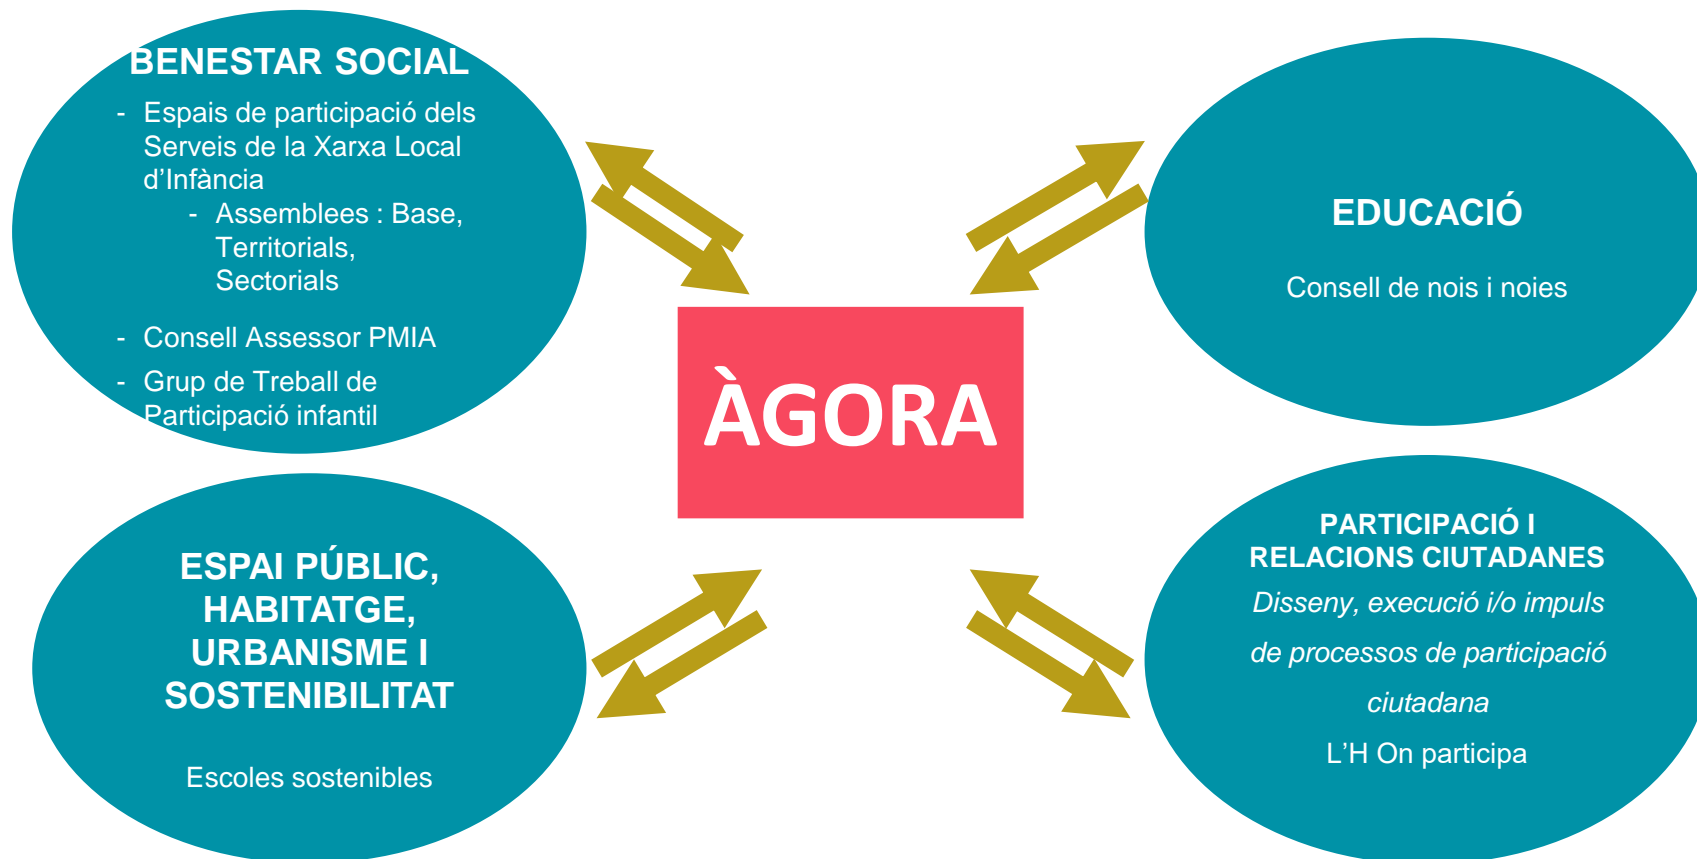 BENESTAR SOCIAL
- Espais de participació dels
Serveis de la Xarxa Local
d’Infància
- Assemblees : Base,
Territorials,
Sectorials
- Consell Assessor PMIA
- Grup de Treball de
Participació infantil
EDUCACIÓ
Consell de nois i noies
ÀGORA
ESPAI PÚBLIC,
HABITATGE,
URBANISME I
SOSTENIBILITAT
Escoles sostenibles
PARTICIPACIÓ I
RELACIONS CIUTADANES
Disseny, execució i/o impuls
de processos de participació
ciutadana
L’H On participa